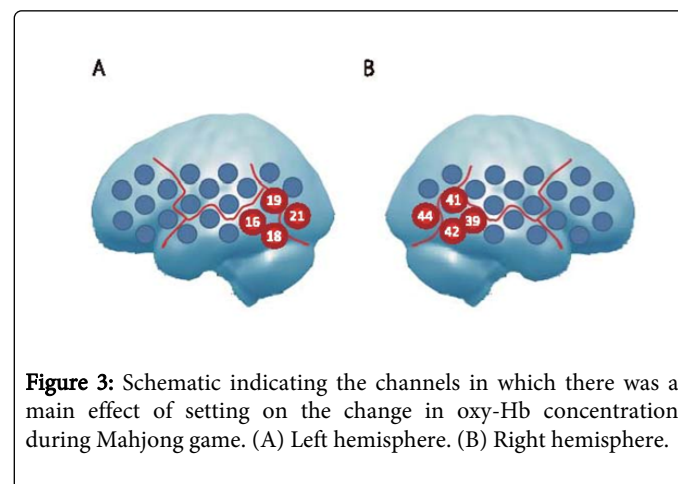 A
B
19
16
21
18
41
44
39
42
Figure 3: Schematic indicating the channels in which there was a
main effect of setting on the change in oxy-Hb concentration
during Mahjong game. (A) Left hemisphere. (B) Right hemisphere.